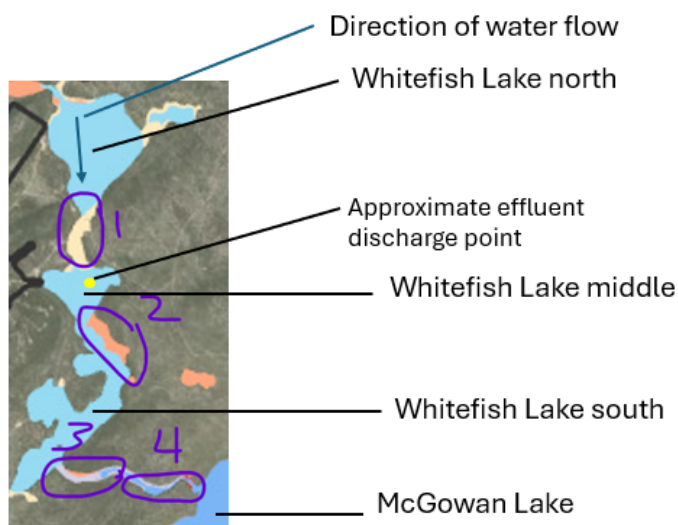 Direction of water flow
Whitefish Lake north
1
Approximate effluent
discharge point
Whitefish Lake middle
2
Whitefish Lake south
3
4
McGowan Lake